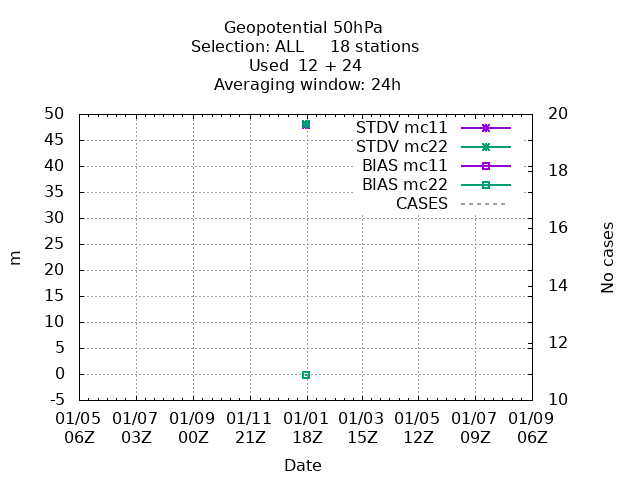 Geopotential 50hPa
Selection: ALL     18 stations
Used  12 + 24
Averaging window: 24h
50
45
40
35
30
25
20
15
10
5
0
-5
m
STDV mc11
STDV mc22
BIAS mc11
BIAS mc22
CASES
20
18
16
14
12
10
No cases
01/05 01/07 01/09 01/11 01/01 01/03 01/05 01/07 01/09
06Z 03Z 00Z 21Z 18Z 15Z 12Z 09Z 06Z
Date